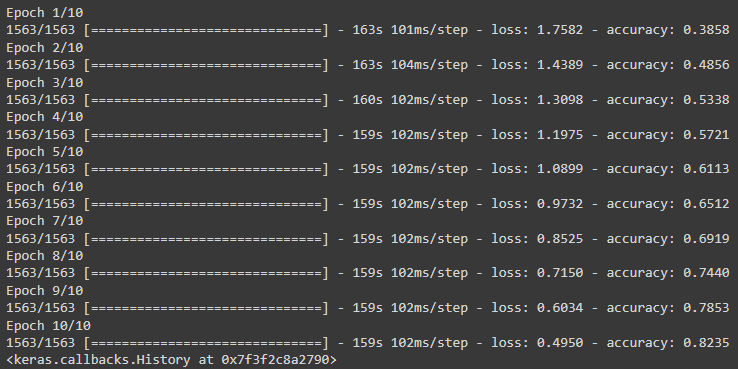 Epoch 1/10
1563/1563 [==============================] - 163s 101ms/step - loss: 1.7582 - accuracy: 0.3858
Epoch 2/10
1563/1563 [==============================] - 163s 104ms/step - loss: 1.4389 - accuracy: 0.4856
Epoch 3/10
1563/1563 [==============================] - 160s 102ms/step - loss: 1.3098 - accuracy: 0.5338
Epoch 4/10
1563/1563 [==============================] - 159s 102ms/step - loss: 1.1975 - accuracy: 0.5721
Epoch 5/10
1563/1563 [==============================] - 159s 102ms/step - loss: 1.0899 - accuracy: 0.6113
Epoch 6/10
1563/1563 [==============================] - 159s 102ms/step - loss: 0.9732 - accuracy: 0.6512
Epoch 7/10
1563/1563 [==============================] - 159s 102ms/step - loss: 0.8525 - accuracy: 0.6919
Epoch 8/10
1563/1563 [==============================] - 159s 102ms/step - loss: 0.7150 - accuracy: 0.7440
Epoch 9/10
1563/1563 [==============================] - 159s 102ms/step - loss: 0.6034 - accuracy: 0.7853
Epoch 10/10
1563/1563 [==============================] - 159s 102ms/step - loss: 0.4950 - accuracy: 0.8235
<keras.callbacks.History at 0x7f3f2c8a2790>